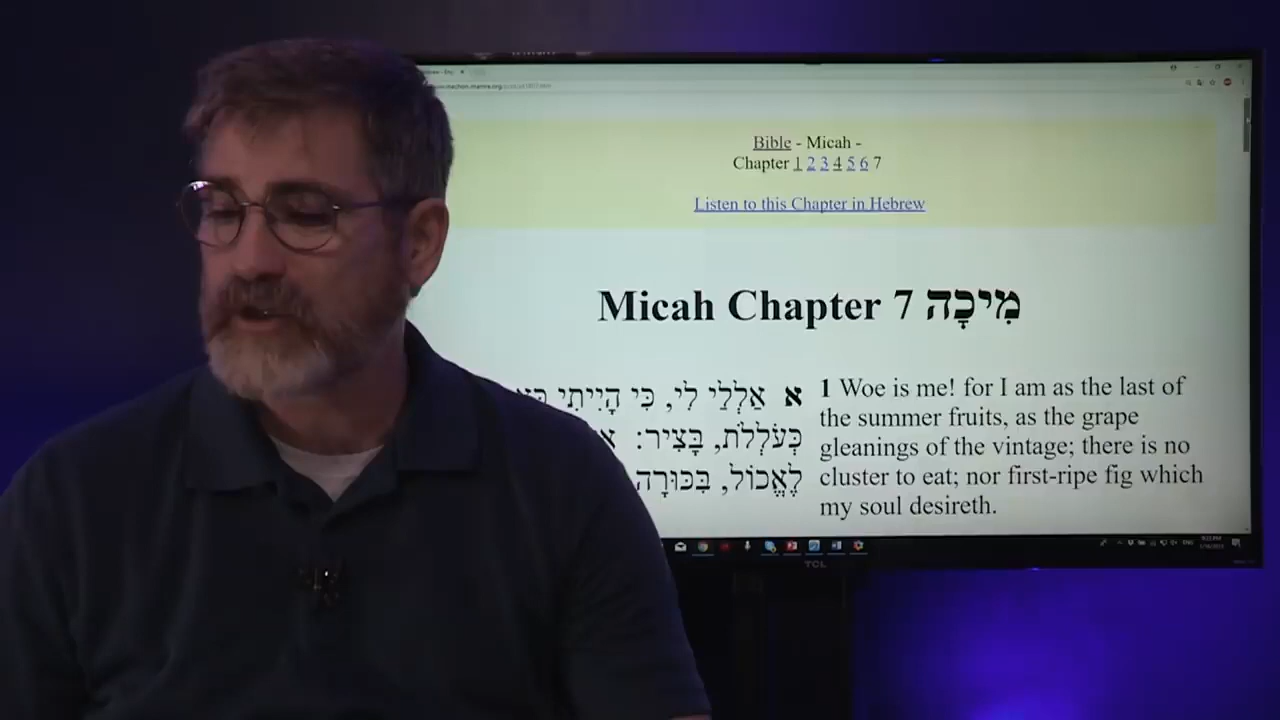 Bible - Micah -
Chapter 1 2 3 4 5 6 7
Listen to this Chapter in Hebrew
Micah Chapter 7 מִיכָה
א אַלְלַי לִי, כִּי הָיִיתִי
כְּעֹלְלֹת, בָּצִיר:
לֶאֱכוֹל, בִּכּוּרָה
1 Woe is me! for I am as the last of
the summer fruits, as the grape
gleanings of the vintage; there is no
cluster to eat; nor first-ripe fig which
my soul desireth.
TCL